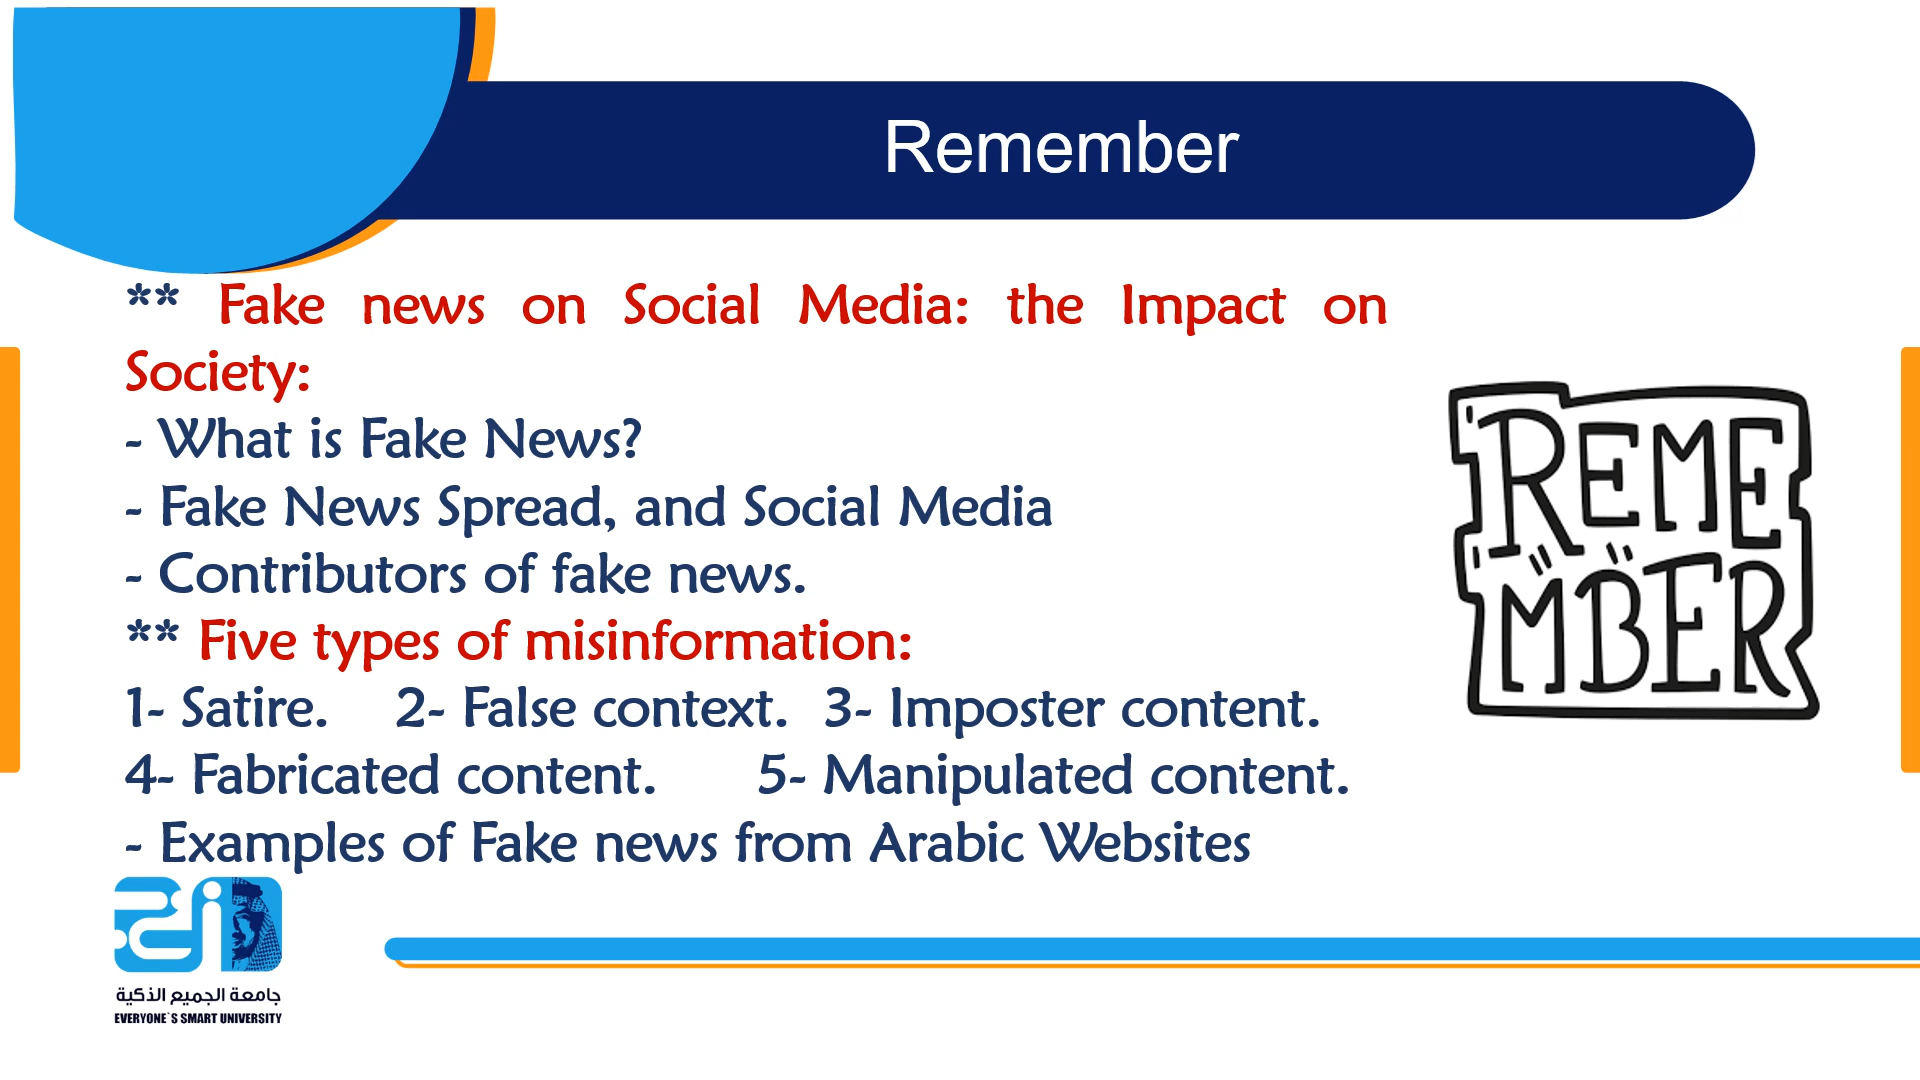 Remember
** Fake news on Social Media: the Impact on
Society:
- What is Fake News?
- Fake News Spread, and Social Media
- Contributors of fake news.
** Five types of misinformation:
1- Satire. 2- False context. 3- Imposter content.
4- Fabricated content. 5- Manipulated content.
- Examples of Fake news from Arabic Websites
REME
MBER
جامعة الجميع الذكية
EVERYONE`S SMART UNIVERSITY